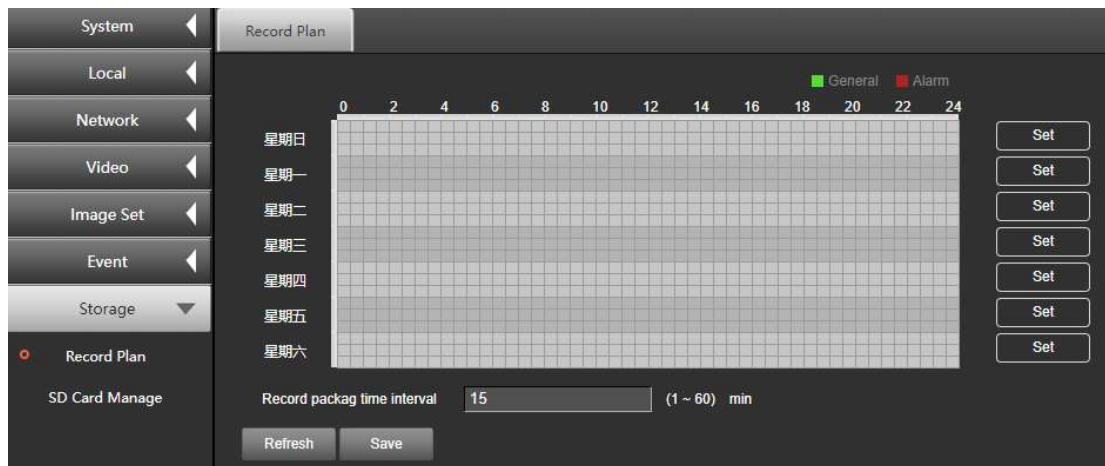 System
Local
Network
Video
Image Set
Event
Storage
Record Plan
SD Card Manage
Record Plan
General Alarm
0 2 4 6 8 10 12 14 16 18 20 22 24
星期日 Set
星期一 Set
星期二 Set
星期三 Set
星期四 Set
星期五 Set
星期六 Set
Record packag time interval 15 (1 ~ 60) min
Refresh Save